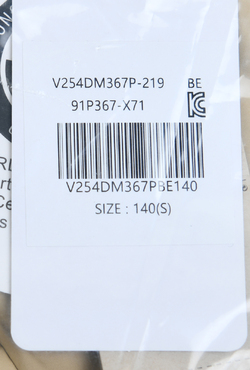 V254DM367P-219 BE
91P367-X71
V254DM367PBE140
SIZE : 140(S)